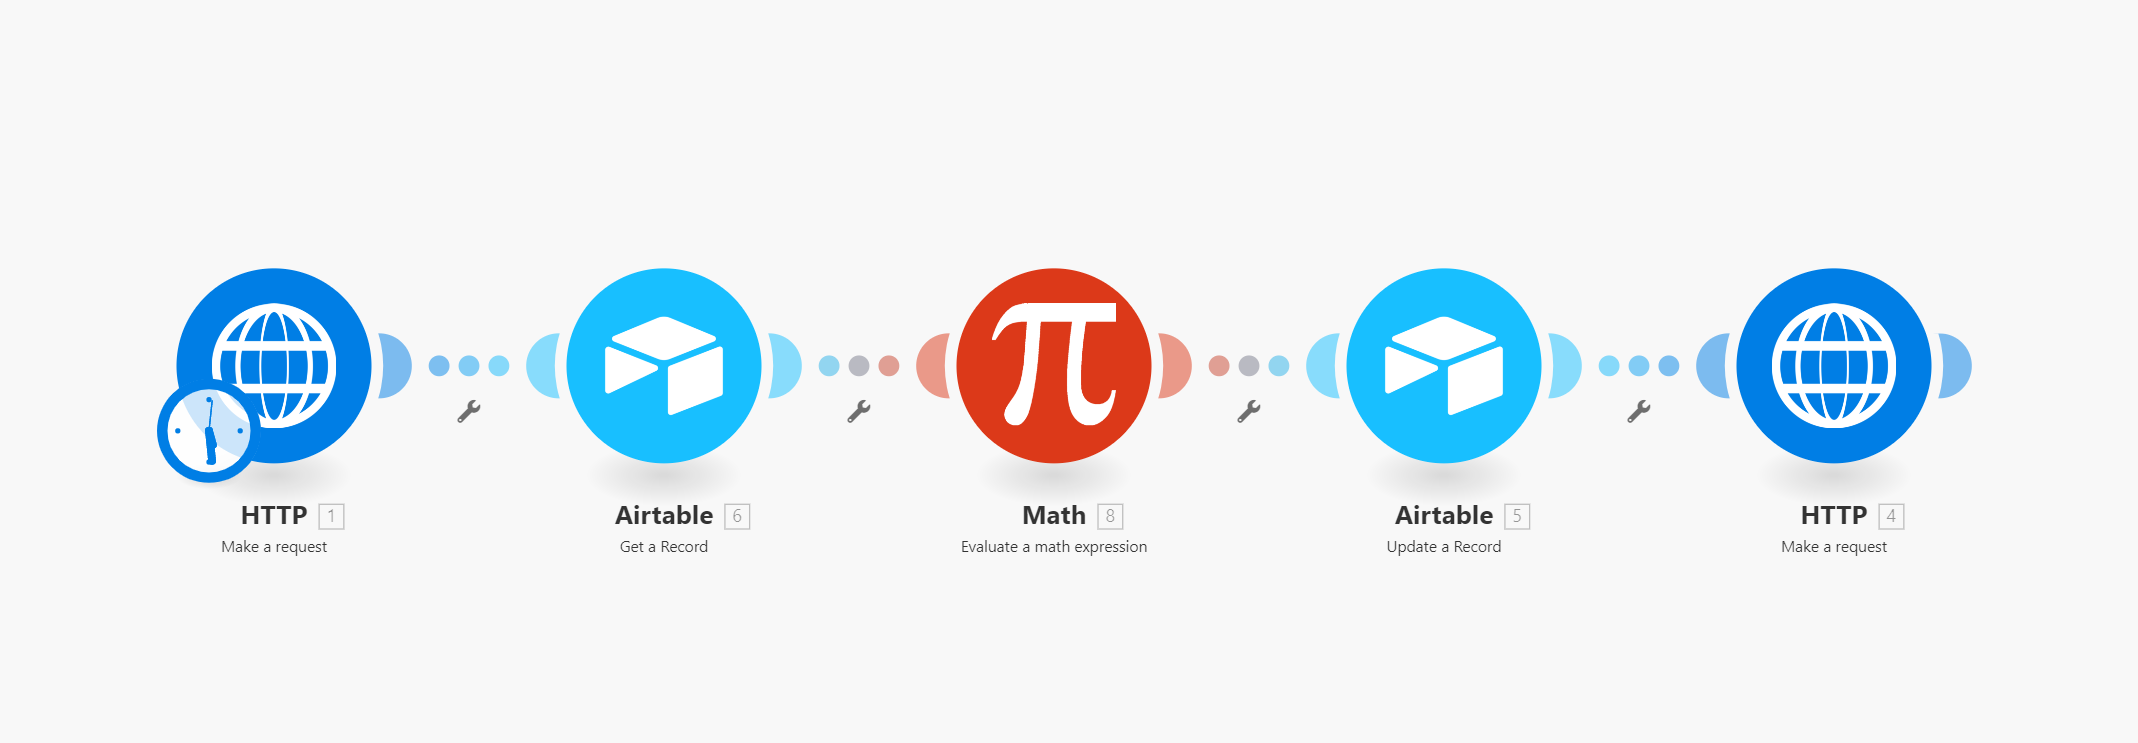 HTTP 1
Make a request
Airtable 6
Get a Record
Math 8
Evaluate a math expression
Airtable 5
Update a Record
HTTP 4
Make a request